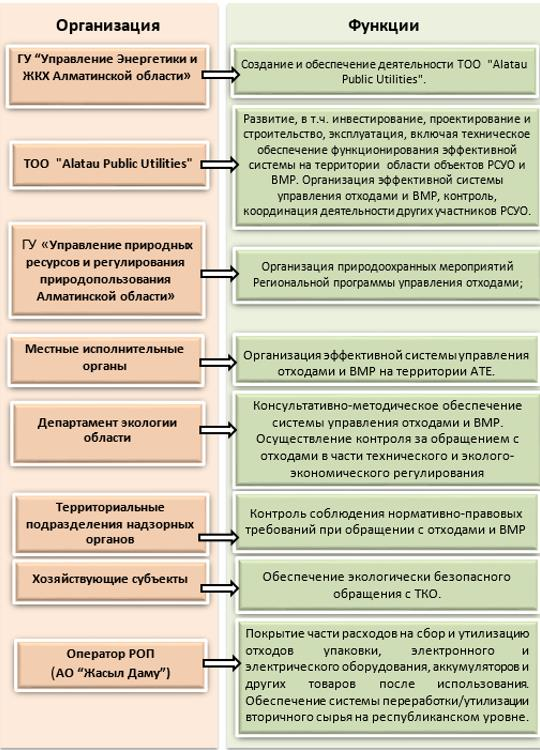 Организация
Функции
ГУ “Управление Энергетики и
ЖКХ Алматинской области»
Создание и обеспечение деятельности ТОО "Alatau
Public Utilities".
ТОО "Alatau Public Utilities"
Развитие, в т.ч. инвестирование, проектирование и
строительство, эксплуатация, включая техническое
обеспечение функционирования эффективной
системы на территории области объектов РСУО и
ВМР. Организация эффективной системы
управления отходами и ВМР, контроль,
координация деятельности других участников РСУО.
ГУ «Управление природных
ресурсов и регулирования
природопользования
Алматинской области»
Организация природоохранных мероприятий
Региональной программы управления отходами;
Местные исполнительные
органы
Организация эффективной системы управления
отходами и ВМР на территории АТЕ.
Департамент экологии
области
Консультативно-методическое обеспечение
системы управления отходами и ВМР.
Осуществление контроля за обращением с
отходами в части технического и эколого-
экономического регулирования
Территориальные
подразделения надзорных
органов
Контроль соблюдения нормативно-правовых
требований при обращении с отходами и ВМР
Хозяйствующие субъекты
Обеспечение экологически безопасного
обращения с ТКО.
Оператор РОП
(АО “Жасыл Даму”)
Покрытие части расходов на сбор и утилизацию
отходов упаковки, электронного и
электрического оборудования, аккумуляторов и
других товаров после использования.
Обеспечение системы переработки/утилизации
вторичного сырья на республиканском уровне.